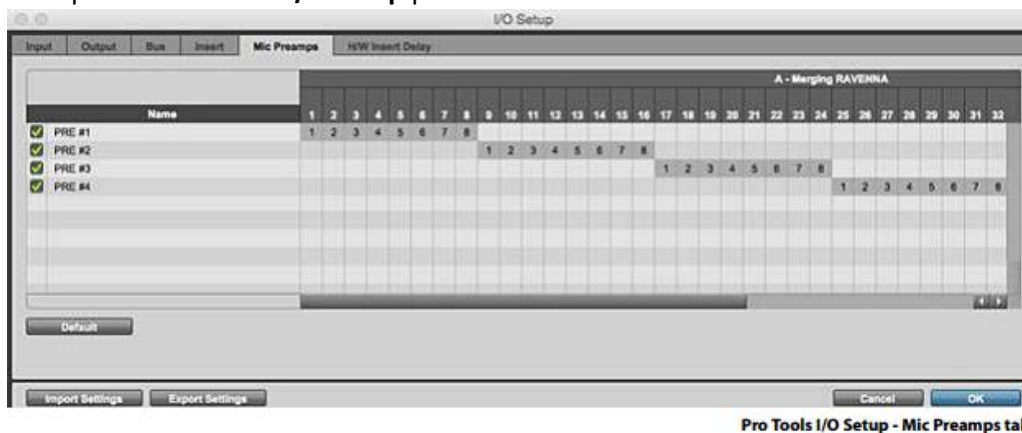 I/O Setup
Input Output Bus Insert Mic Preamps H/W Insert Delay
A - Merging RAVENNA
Name 1 2 3 4 5 6 7 8 9 10 11 12 13 14 15 16 17 18 19 20 21 22 23 24 25 26 27 28 29 30 31 32
PRE #1 1 2 3 4 5 6 7 8
PRE #2 1 2 3 4 5 6 7 8
PRE #3 1 2 3 4 5 6 7 8
PRE #4 1 2 3 4 5 6 7 8
Default
Import Settings Export Settings Cancel OK
Pro Tools I/O Setup - Mic Preamps ta